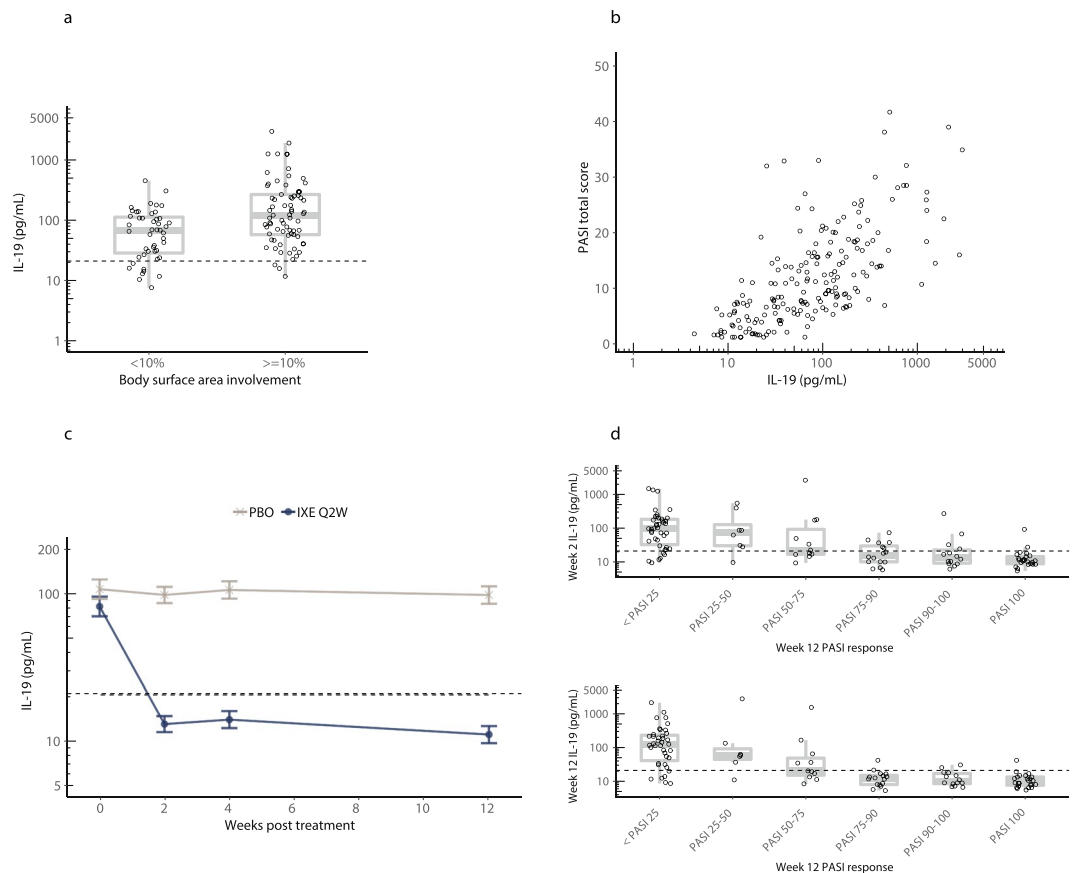 a
5000
1000
100
10
1
IL-19 (pg/mL)
<10%
>=10%
Body surface area involvement
b
50
40
30
20
10
0
PASI total score
1
10
100
1000
5000
IL-19 (pg/mL)
c
PBO
IXE Q2W
200
100
10
5
IL-19 (pg/mL)
0
2
4
6
8
10
12
Weeks post treatment
d
5000
1000
100
10
Week 2 IL-19 (pg/mL)
< PASI 25
PASI 25-50
PASI 50-75
PASI 75-90
PASI 90-100
PASI 100
Week 12 PASI response
5000
1000
100
10
Week 12 IL-19 (pg/mL)
< PASI 25
PASI 25-50
PASI 50-75
PASI 75-90
PASI 90-100
PASI 100
Week 12 PASI response